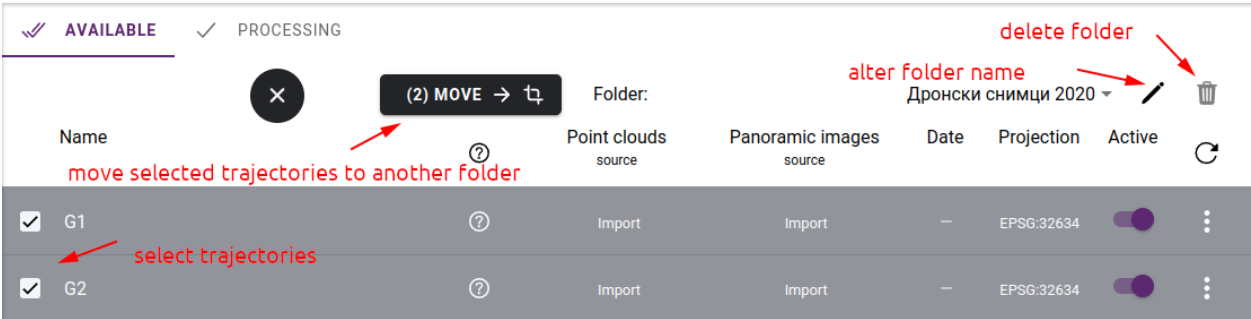 AVAILABLE PROCESSING
delete folder
alter folder name
(2) MOVE Folder: Дронски снимци 2020
Name Point clouds Panoramic images Date Projection Active
source source
move selected trajectories to another folder
G1 Import Import – EPSG:32634
select trajectories
G2 Import Import – EPSG:32634